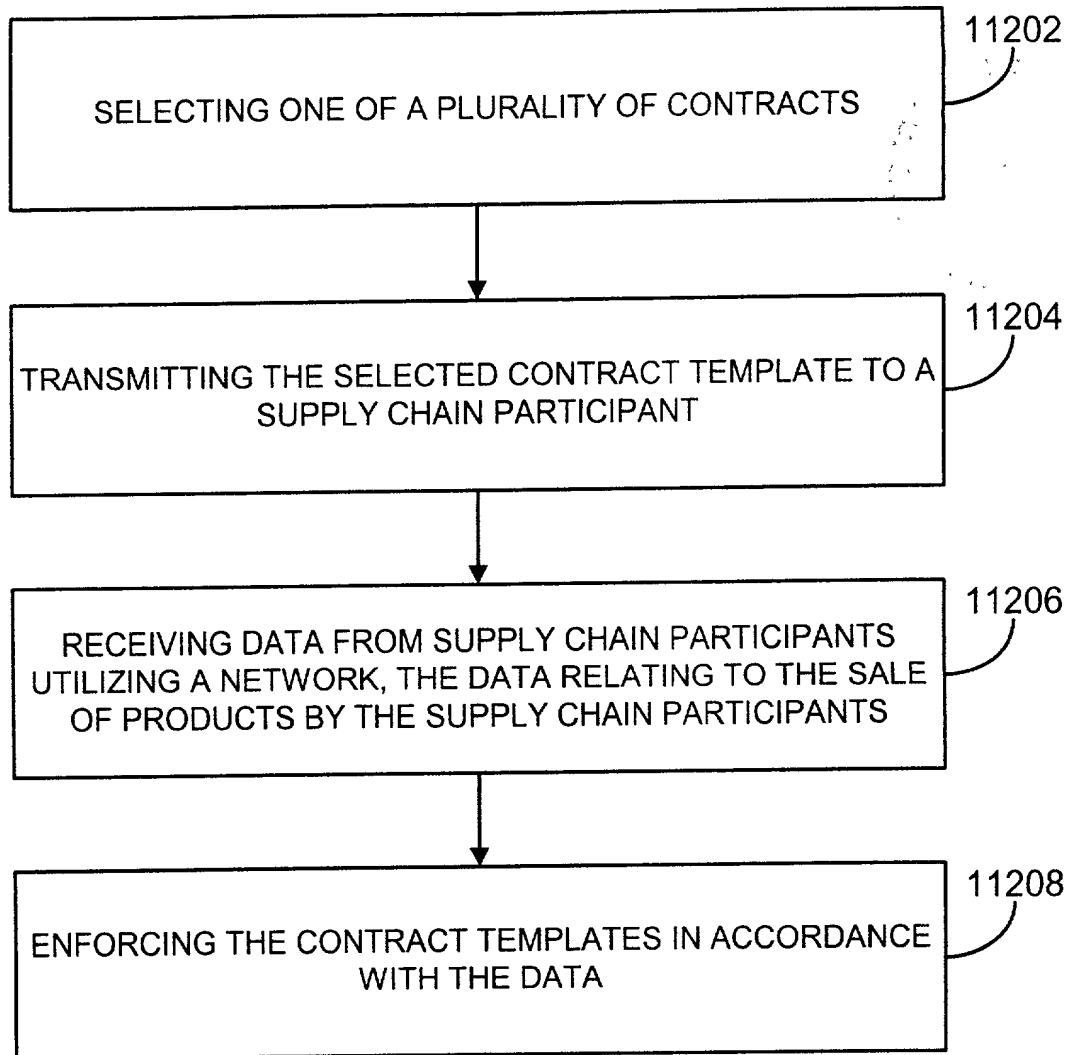 11202
SELECTING ONE OF A PLURALITY OF CONTRACTS
11204
TRANSMITTING THE SELECTED CONTRACT TEMPLATE TO A
SUPPLY CHAIN PARTICIPANT
11206
RECEIVING DATA FROM SUPPLY CHAIN PARTICIPANTS
UTILIZING A NETWORK, THE DATA RELATING TO THE SALE
OF PRODUCTS BY THE SUPPLY CHAIN PARTICIPANTS
11208
ENFORCING THE CONTRACT TEMPLATES IN ACCORDANCE
WITH THE DATA